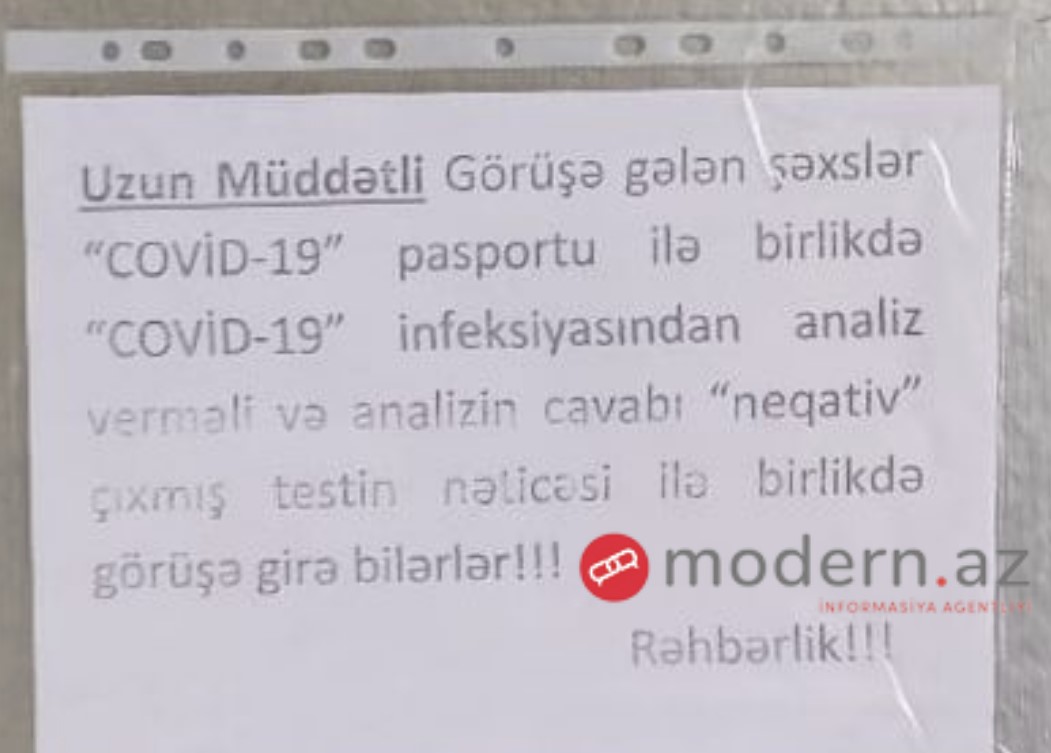 Uzun Müddətli Görüşə gələn şəxslər
“COVİD-19” pasportu ilə birlikdə
“COVİD-19” infeksiyasından analiz
verməli və analizin cavabı “neqativ”
çıxmış testin nəticəsi ilə birlikdə
görüşə girə bilərlər!!!
modern.az
İNFORMASİYA AGENTLİYİ
Rəhbərlik!!!